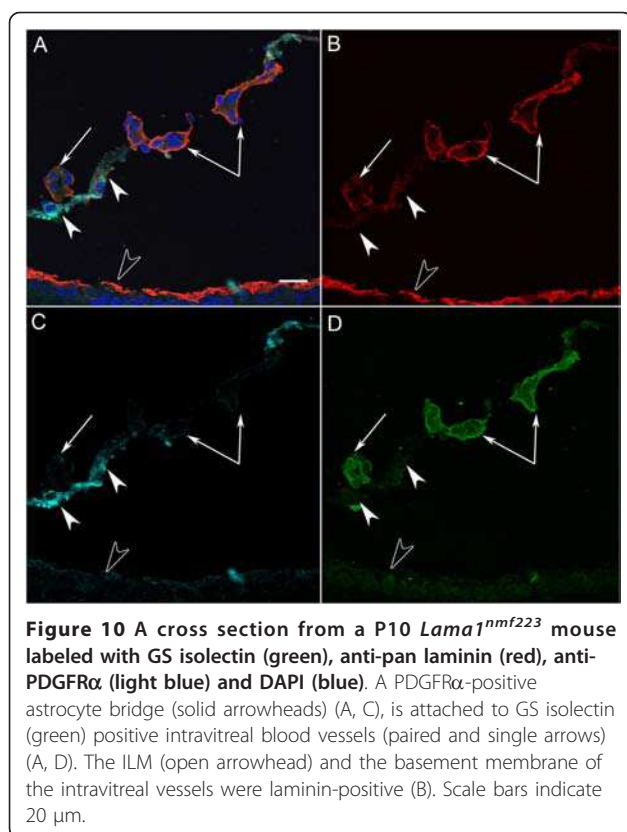 A
B
C
D
Figure 10 A cross section from a P10 Lama1nmf223 mouse
labeled with GS isolectin (green), anti-pan laminin (red), anti-
PDGFRα (light blue) and DAPI (blue). A PDGFRα-positive
astrocyte bridge (solid arrowheads) (A, C), is attached to GS isolectin
(green) positive intravitreal blood vessels (paired and single arrows)
(A, D). The ILM (open arrowhead) and the basement membrane of
the intravitreal vessels were laminin-positive (B). Scale bars indicate
20 μm.